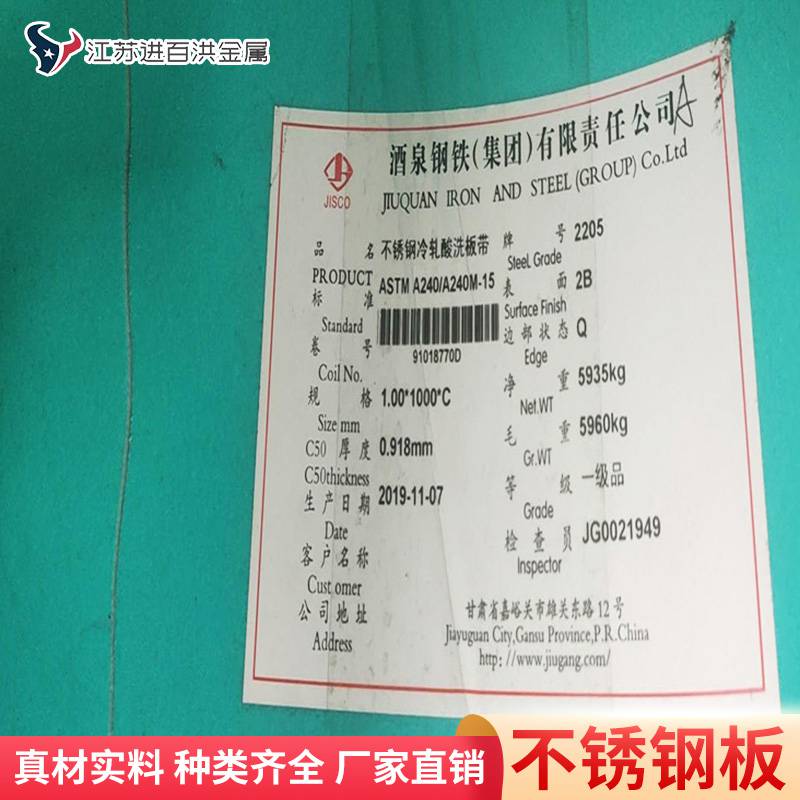 江苏进百洪金属
酒泉钢铁(集团)有限责任公司A
JISCO
JIUQUAN IRON AND STEEL (GROUP) Co.Ltd
品名 不锈钢冷轧酸洗板带 牌号 2205
PRODUCT Steel Grade
标准 ASTM A240/A240M-15 表面 2B
Standard Surface Finish
卷号 91018770D 边部状态 Q
Coil No. Edge
规格 1.00*1000*C 净重 5935kg
Size mm Net.WT
C50 厚度 0.918mm 毛重 5960kg
C50thickness Gr.WT
生产日期 2019-11-07 等级 一级品
Date Grade
客户名称 检查员 JG0021949
Customer Inspector
公司地址 甘肃省嘉峪关市雄关东路12号
Address Jiayuguan City,Gansu Province,P.R.China
http://www.jiugang.com/
真材实料 种类齐全 厂家直销
不锈钢板